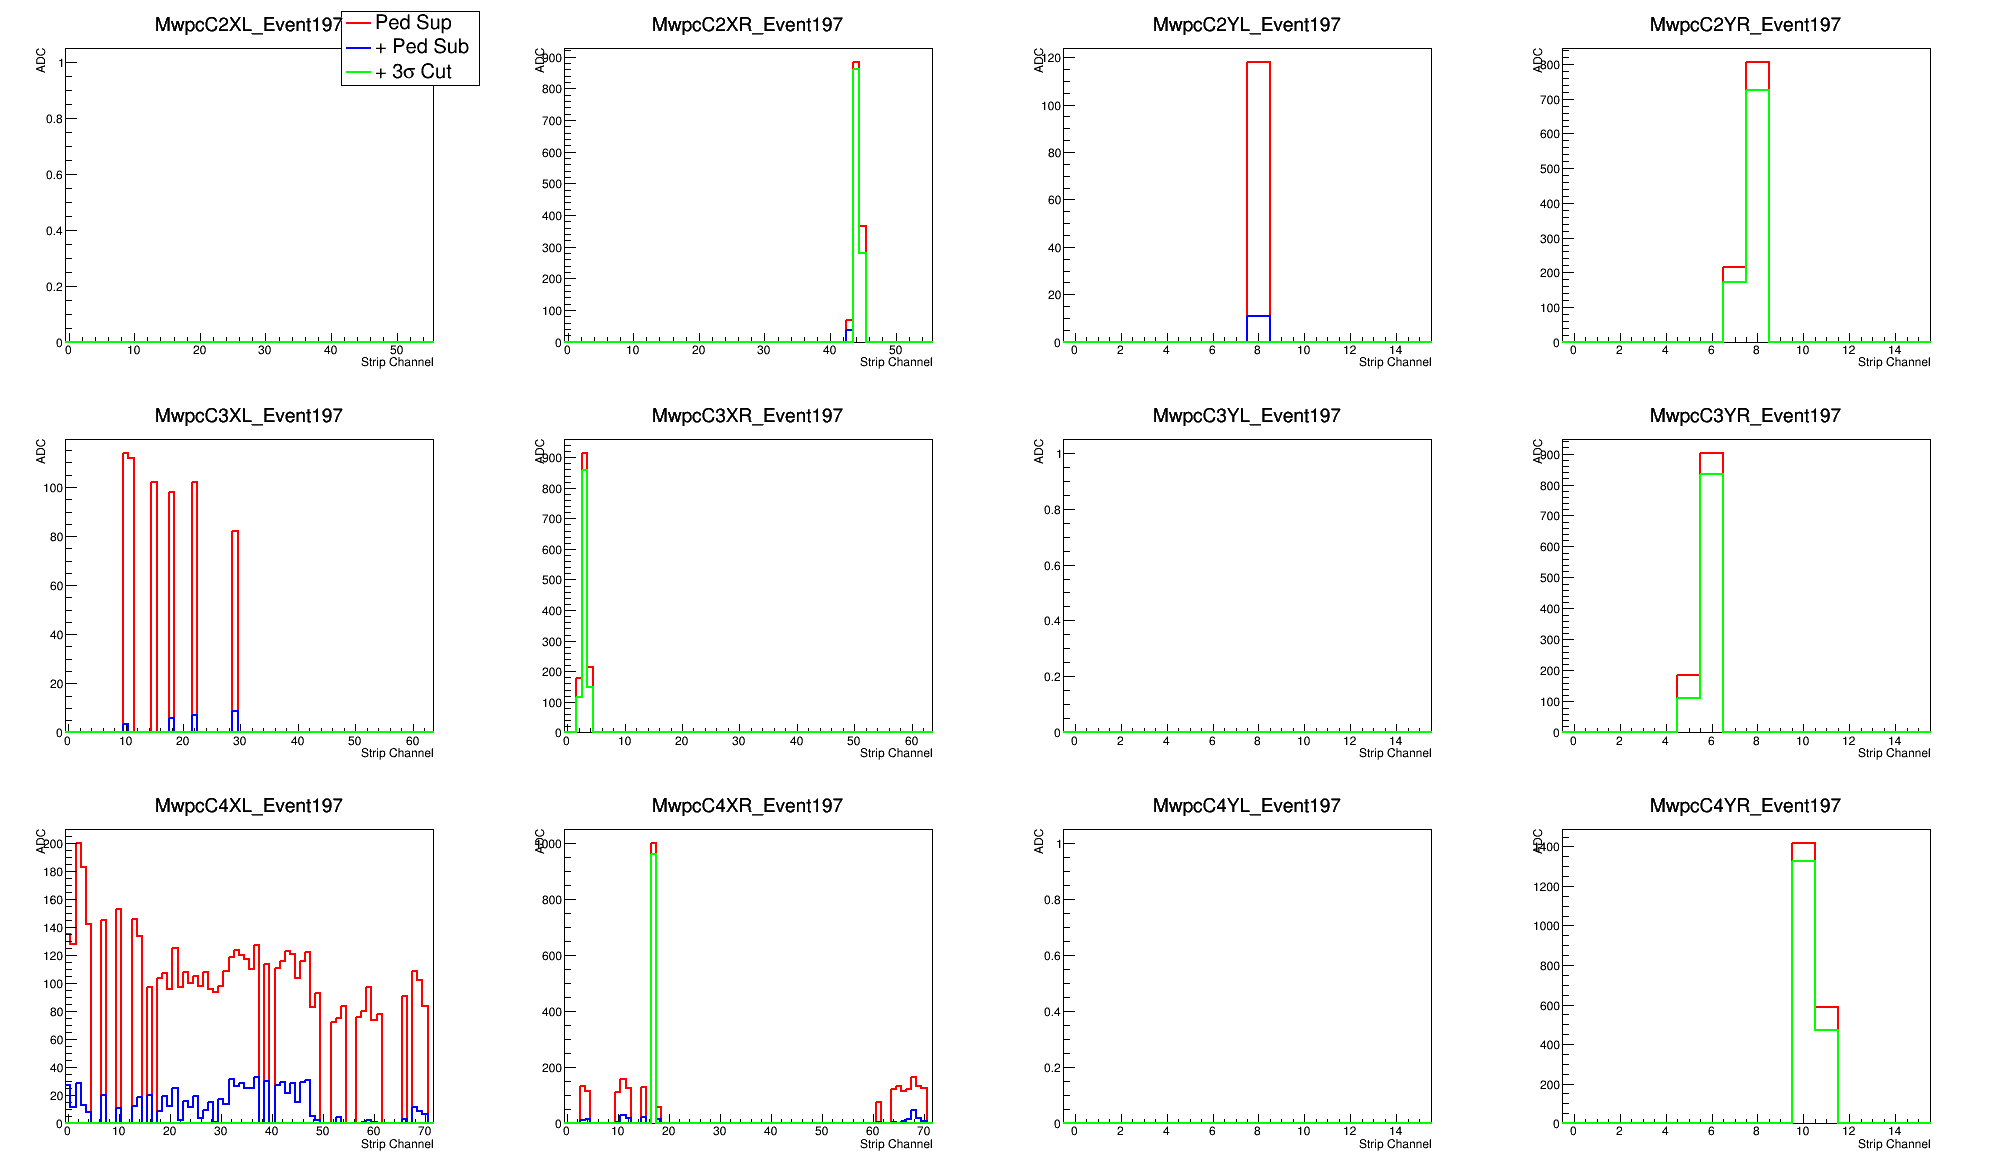 MwpcC2XL_Event197
Ped Sup
+ Ped Sub
+ 3σ Cut
ADC
1
0.8
0.6
0.4
0.2
0
0 10 20 30 40 50
Strip Channel
MwpcC2XR_Event197
ADC
900
800
700
600
500
400
300
200
100
0
0 10 20 30 40 50
Strip Channel
MwpcC2YL_Event197
ADC
120
100
80
60
40
20
0
0 2 4 6 8 10 12 14
Strip Channel
MwpcC2YR_Event197
ADC
800
700
600
500
400
300
200
100
0
0 2 4 6 8 10 12 14
Strip Channel
MwpcC3XL_Event197
ADC
100
80
60
40
20
0
0 10 20 30 40 50 60
Strip Channel
MwpcC3XR_Event197
ADC
900
800
700
600
500
400
300
200
100
0
0 10 20 30 40 50 60
Strip Channel
MwpcC3YL_Event197
ADC
1
0.8
0.6
0.4
0.2
0
0 2 4 6 8 10 12 14
Strip Channel
MwpcC3YR_Event197
ADC
900
800
700
600
500
400
300
200
100
0
0 2 4 6 8 10 12 14
Strip Channel
MwpcC4XL_Event197
ADC
200
180
160
140
120
100
80
60
40
20
0
0 10 20 30 40 50 60 70
Strip Channel
MwpcC4XR_Event197
ADC
1000
800
600
400
200
0
0 10 20 30 40 50 60 70
Strip Channel
MwpcC4YL_Event197
ADC
1
0.8
0.6
0.4
0.2
0
0 2 4 6 8 10 12 14
Strip Channel
MwpcC4YR_Event197
ADC
1400
1200
1000
800
600
400
200
0
0 2 4 6 8 10 12 14
Strip Channel